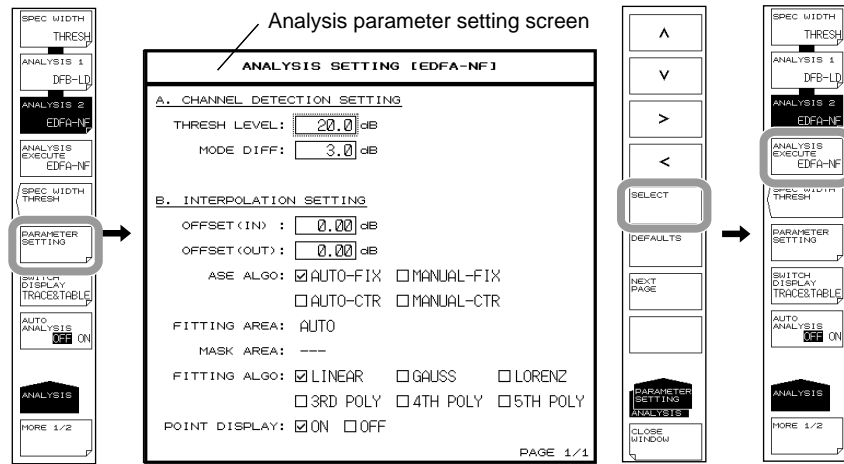 Analysis parameter setting screen
SPEC WIDTH
THRESH
ANALYSIS 1
DFB-LD
ANALYSIS 2
EDFA-NF
ANALYSIS
EXECUTE
EDFA-NF
SPEC WIDTH
THRESH
PARAMETER
SETTING
SWITCH
DISPLAY
TRACE&TABLE
AUTO
ANALYSIS
OFF ON
ANALYSIS
MORE 1/2
ANALYSIS SETTING [EDFA-NF]
A. CHANNEL DETECTION SETTING
THRESH LEVEL: 20.0 dB
MODE DIFF: 3.0 dB
B. INTERPOLATION SETTING
OFFSET(IN) : 0.00 dB
OFFSET(OUT): 0.00 dB
ASE ALGO: ☑AUTO-FIX ☐MANUAL-FIX
☐AUTO-CTR ☐MANUAL-CTR
FITTING AREA: AUTO
MASK AREA: ---
FITTING ALGO: ☑LINEAR ☐GAUSS ☐LORENZ
☐3RD POLY ☐4TH POLY ☐5TH POLY
POINT DISPLAY: ☑ON ☐OFF
PAGE 1/1
∧
∨
>
<
SELECT
DEFAULTS
NEXT
PAGE
PARAMETER
SETTING
ANALYSIS
CLOSE
WINDOW
SPEC WIDTH
THRESH
ANALYSIS 1
DFB-LD
ANALYSIS 2
EDFA-NF
ANALYSIS
EXECUTE
EDFA-NF
SPEC WIDTH
THRESH
PARAMETER
SETTING
SWITCH
DISPLAY
TRACE&TABLE
AUTO
ANALYSIS
OFF ON
ANALYSIS
MORE 1/2